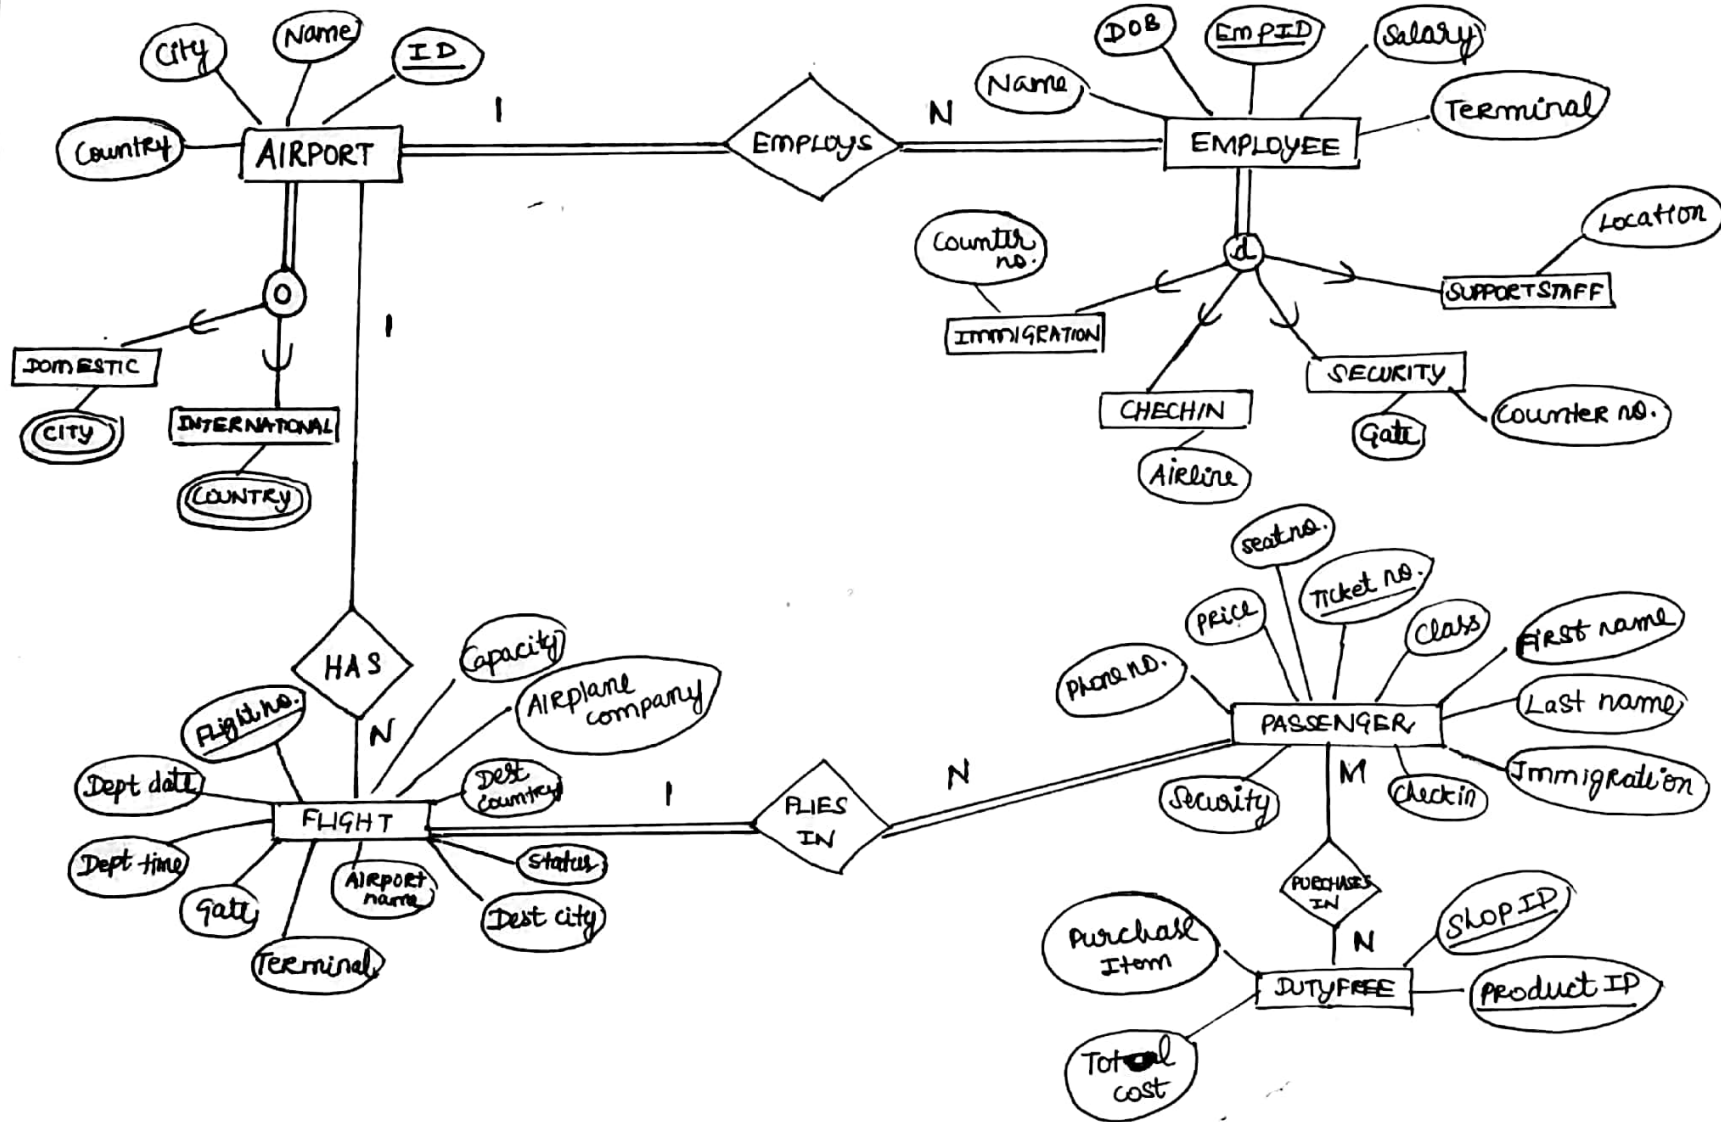 City
Name
ID
Country
AIRPORT
1
EMPLOYS
N
Name
DOB
EmpID
Salary
Terminal
EMPLOYEE
O
DOMESTIC
CITY
INTERNATIONAL
COUNTRY
1
d
Counter
no.
IMMIGRATION
CHECHIN
Airline
SECURITY
Gate
Counter no.
SUPPORTSTAFF
Location
HAS
N
Capacity
Airplane
company
Flight no.
Dept date
Dept time
Gate
Terminal
AIRPORT
name
Dest
country
Status
Dest city
FLIGHT
1
FLIES
IN
N
Phone no.
Price
Seat no.
Ticket no.
Class
First name
Last name
Immigration
Checkin
Security
PASSENGER
M
PURCHASES
IN
N
Purchase
Item
Total
cost
DUTYFREE
Shop ID
Product ID